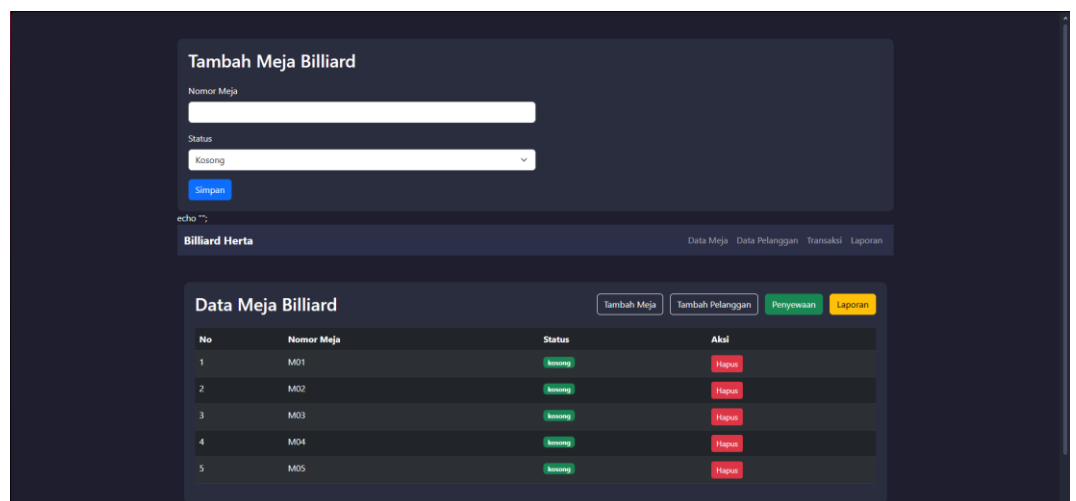 Tambah Meja Billiard
Nomor Meja
Status
Kosong
Simpan
echo "";
Billiard Herta Data Meja Data Pelanggan Transaksi Laporan
Data Meja Billiard Tambah Meja Tambah Pelanggan Penyewaan Laporan
No Nomor Meja Status Aksi
1 M01 kosong Hapus
2 M02 kosong Hapus
3 M03 kosong Hapus
4 M04 kosong Hapus
5 M05 kosong Hapus